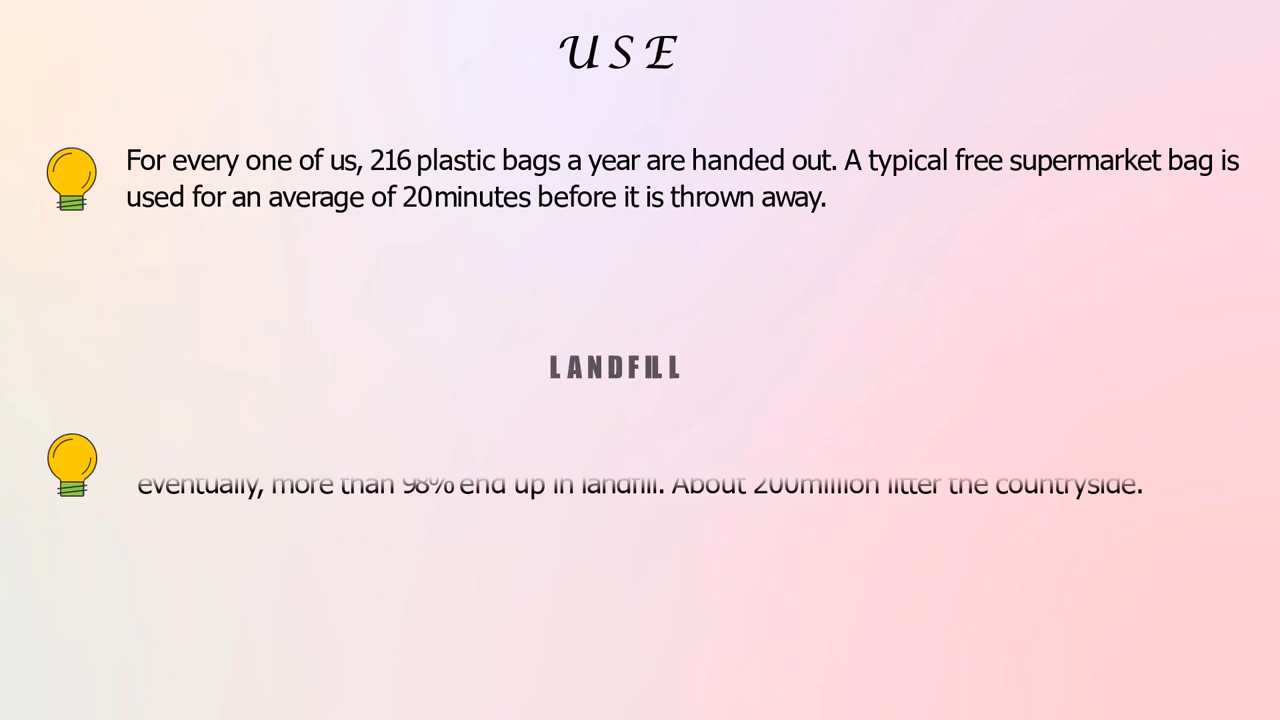 USE
For every one of us, 216 plastic bags a year are handed out. A typical free supermarket bag is
used for an average of 20minutes before it is thrown away.
LANDFILL
eventually, more than 98% end up in landfill. About 200million litter the countryside.